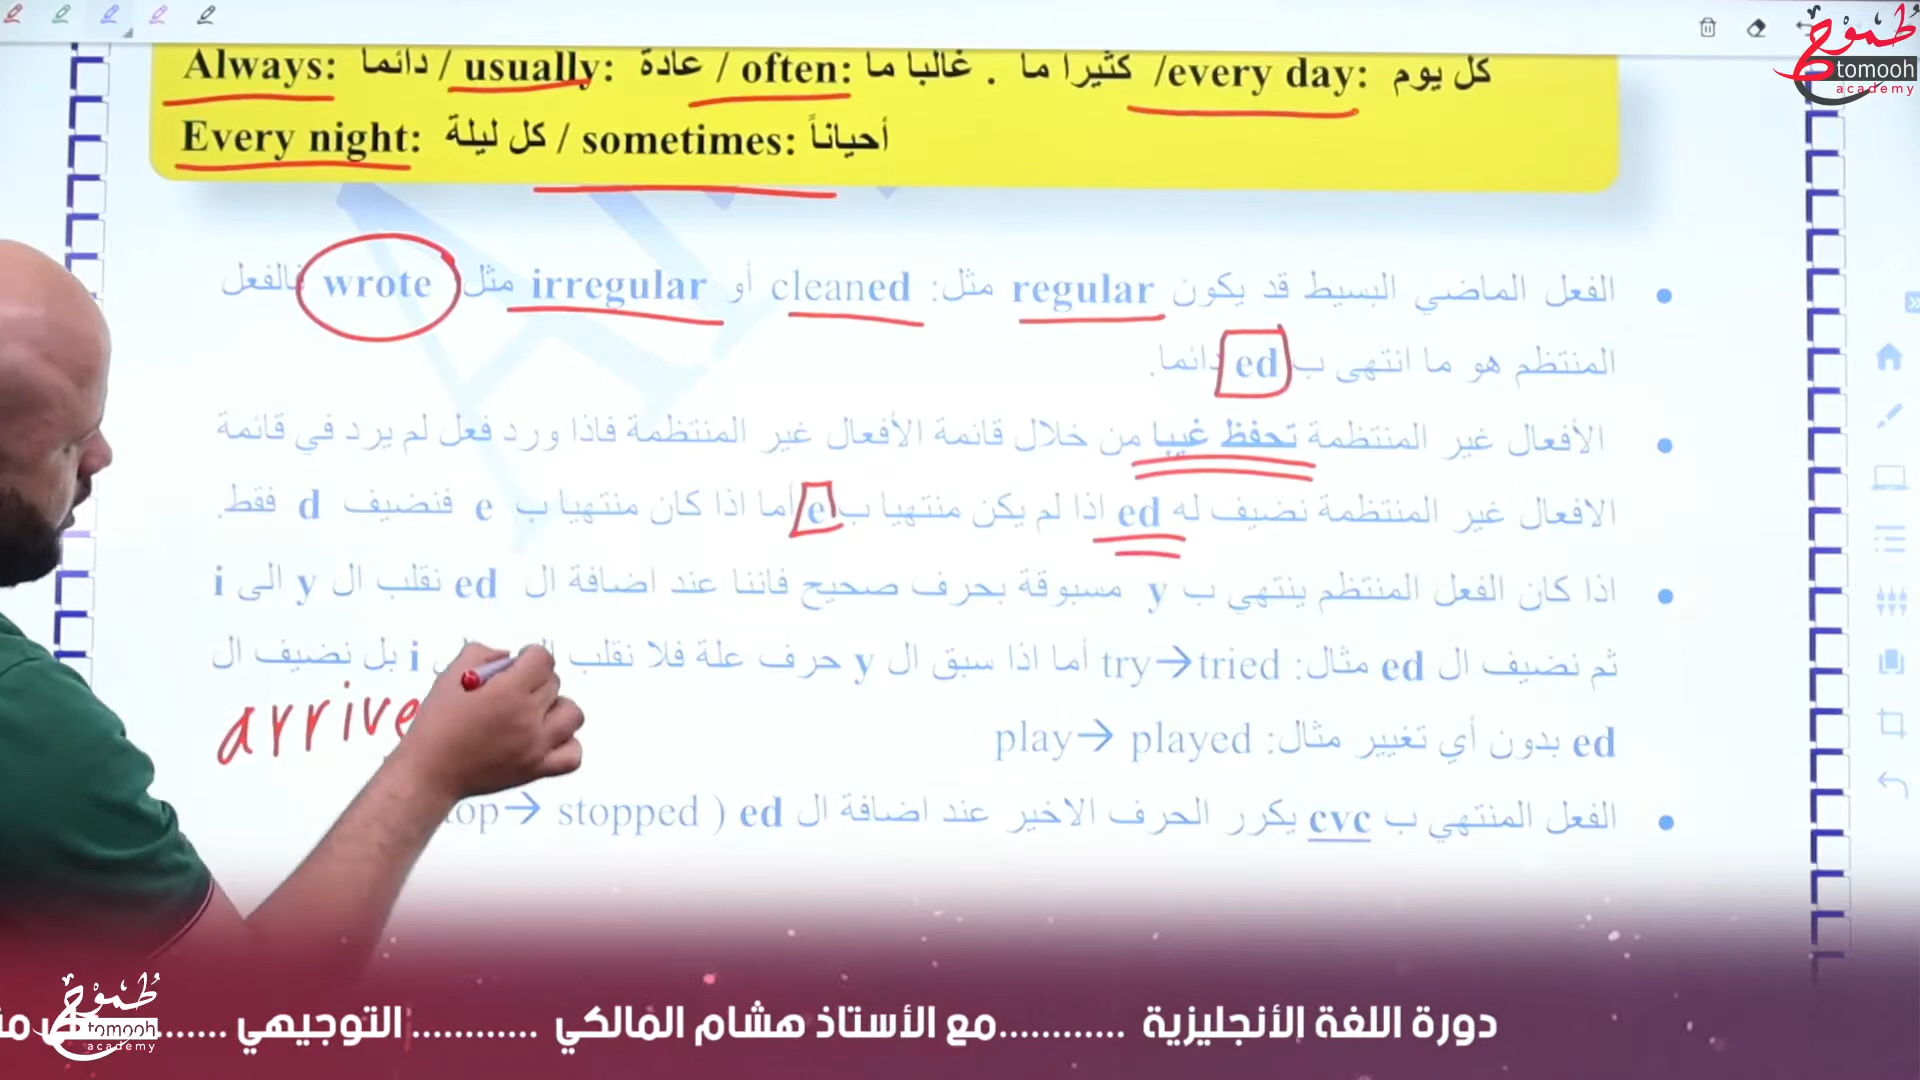 طموح
tomooh
academy
Always: دائما / usually: عادة / often: كثيرا ما . غالبا ما /every day: كل يوم
Every night: كل ليلة / sometimes: أحياناً
الفعل الماضي البسيط قد يكون regular مثل: cleaned أو irregular مثل wrote فالفعل
المنتظم هو ما انتهى ب ed دائما.
الأفعال غير المنتظمة تحفظ غيبا من خلال قائمة الأفعال غير المنتظمة فاذا ورد فعل لم يرد في قائمة
الافعال غير المنتظمة نضيف له ed اذا لم يكن منتهيا ب e أما اذا كان منتهيا ب e فنضيف d فقط.
اذا كان الفعل المنتظم ينتهي ب y مسبوقة بحرف صحيح فاننا عند اضافة ال ed نقلب ال y الى i
ثم نضيف ال ed مثال: try→tried أما اذا سبق ال y حرف علة فلا نقلب i بل نضيف ال
arrive
ed بدون أي تغيير مثال: play→ played
الفعل المنتهي ب cvc يكرر الحرف الاخير عند اضافة ال ed ( → stopped
طموح
tomooh
academy
دورة اللغة الأنجليزية ............مع الأستاذ هشام المالكي ............التوجيهي